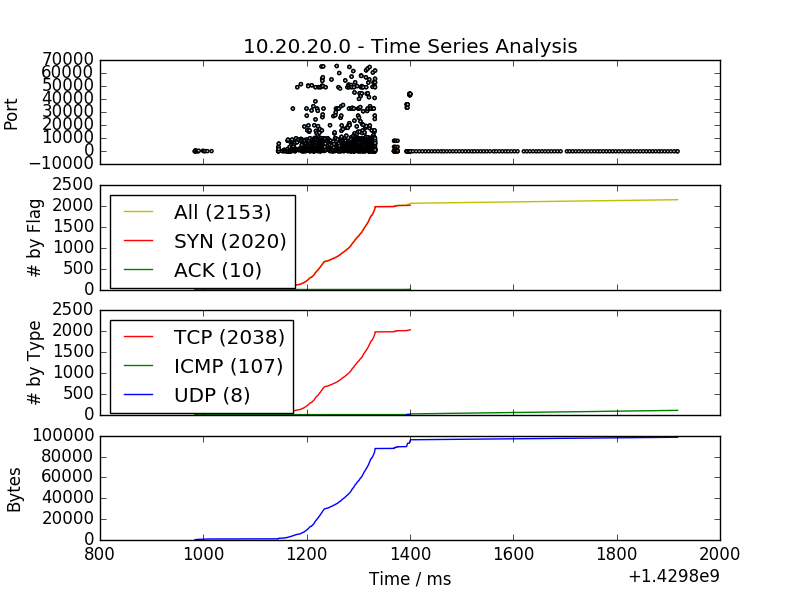 10.20.20.0 - Time Series Analysis
70000
60000
50000
40000
30000
20000
10000
0
−10000
Port
2500
2000
1500
1000
500
0
# by Flag
All (2153)
SYN (2020)
ACK (10)
2500
2000
1500
1000
500
0
# by Type
TCP (2038)
ICMP (107)
UDP (8)
100000
80000
60000
40000
20000
0
Bytes
800 1000 1200 1400 1600 1800 2000
Time / ms
+1.4298e9